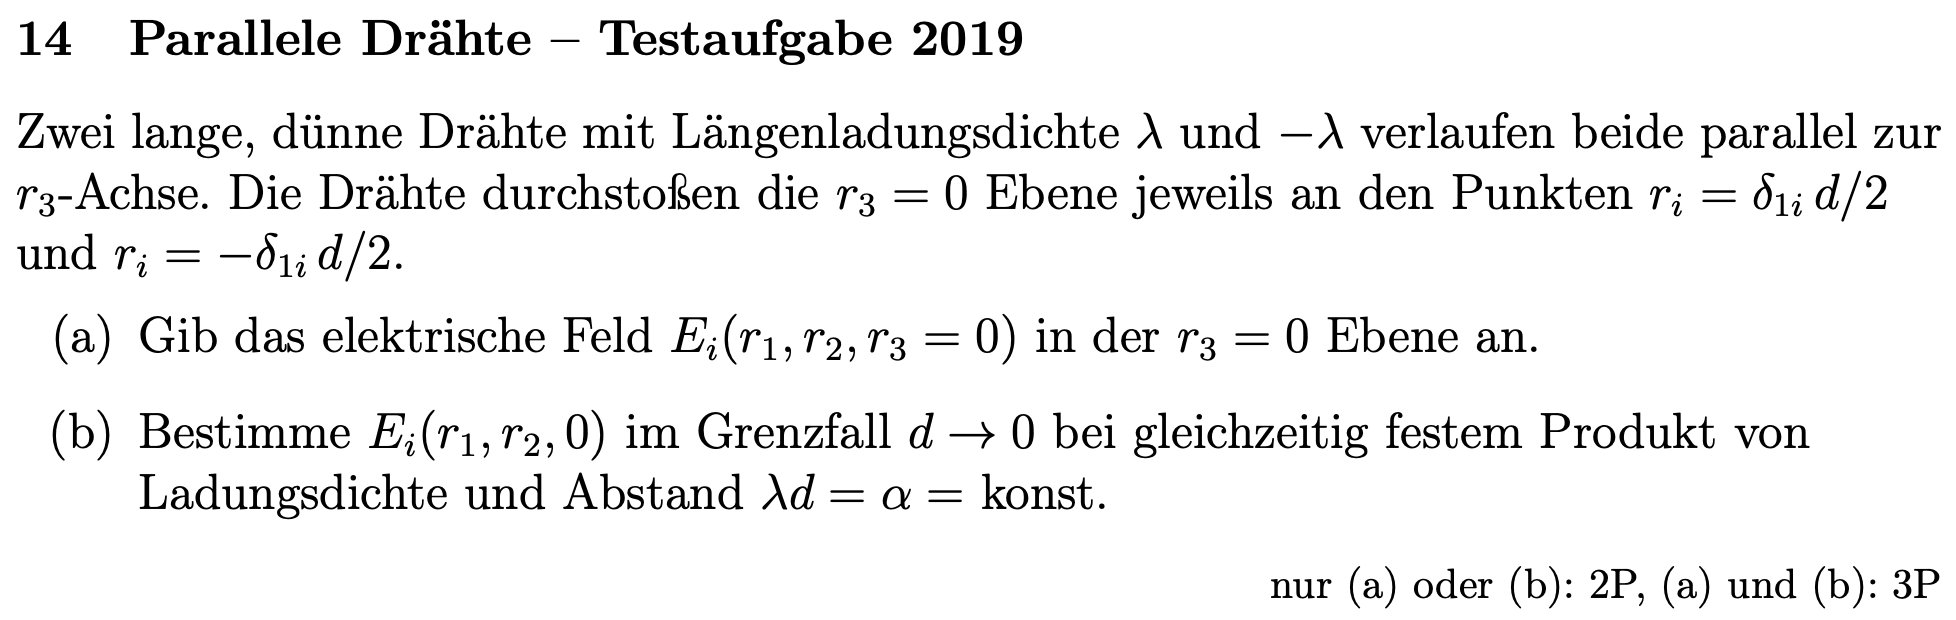 14 Parallele Drähte – Testaufgabe 2019
Zwei lange, dünne Drähte mit Längenladungsdichte λ und −λ verlaufen beide parallel zur
r₃-Achse. Die Drähte durchstoßen die r₃ = 0 Ebene jeweils an den Punkten rᵢ = δ₁ᵢ d/2
und rᵢ = −δ₁ᵢ d/2.
(a) Gib das elektrische Feld Eᵢ(r₁, r₂, r₃ = 0) in der r₃ = 0 Ebene an.
(b) Bestimme Eᵢ(r₁, r₂, 0) im Grenzfall d → 0 bei gleichzeitig festem Produkt von
Ladungsdichte und Abstand λd = α = konst.
nur (a) oder (b): 2P, (a) und (b): 3P